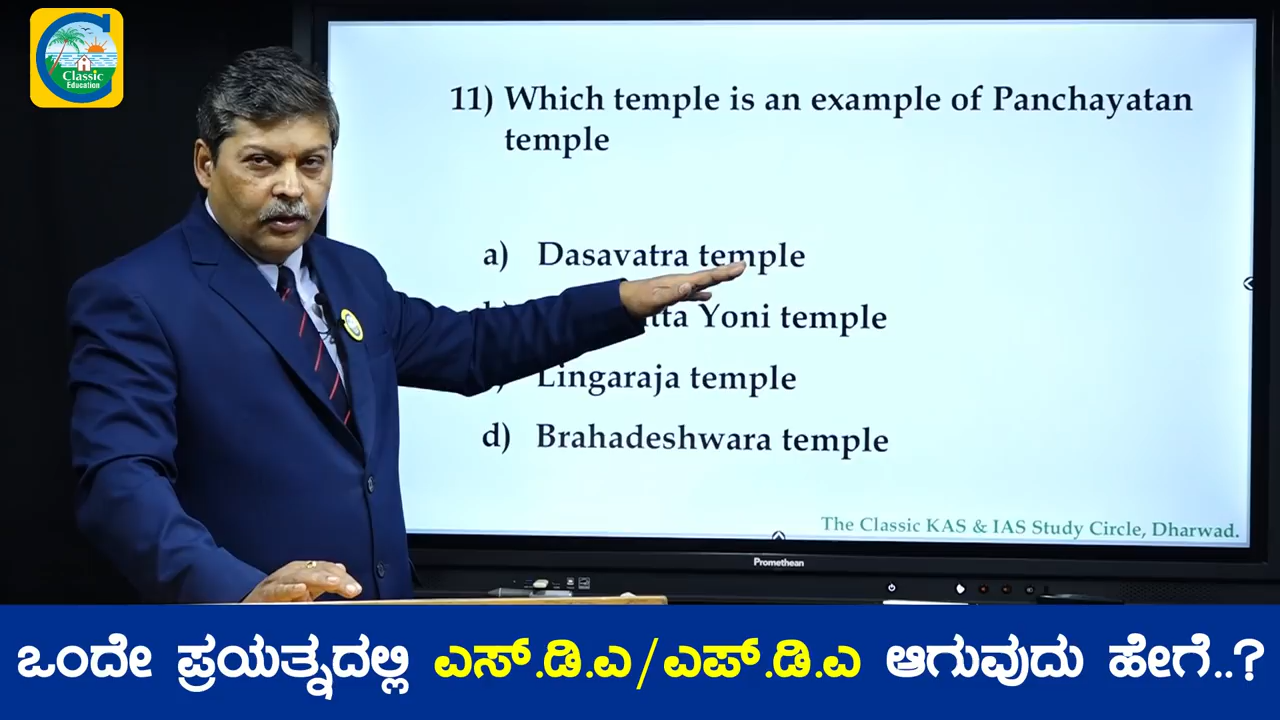 Classic
Education
11) Which temple is an example of Panchayatan
temple
a) Dasavatra temple
Yoni temple
Lingaraja temple
d) Brahadeshwara temple
The Classic KAS & IAS Study Circle, Dharwad.
Promethean
ಒಂದೇ ಪ್ರಯತ್ನದಲ್ಲಿ ಎಸ್.ಡಿ.ಎ/ಎಫ್.ಡಿ.ಎ ಆಗುವುದು ಹೇಗೆ..?